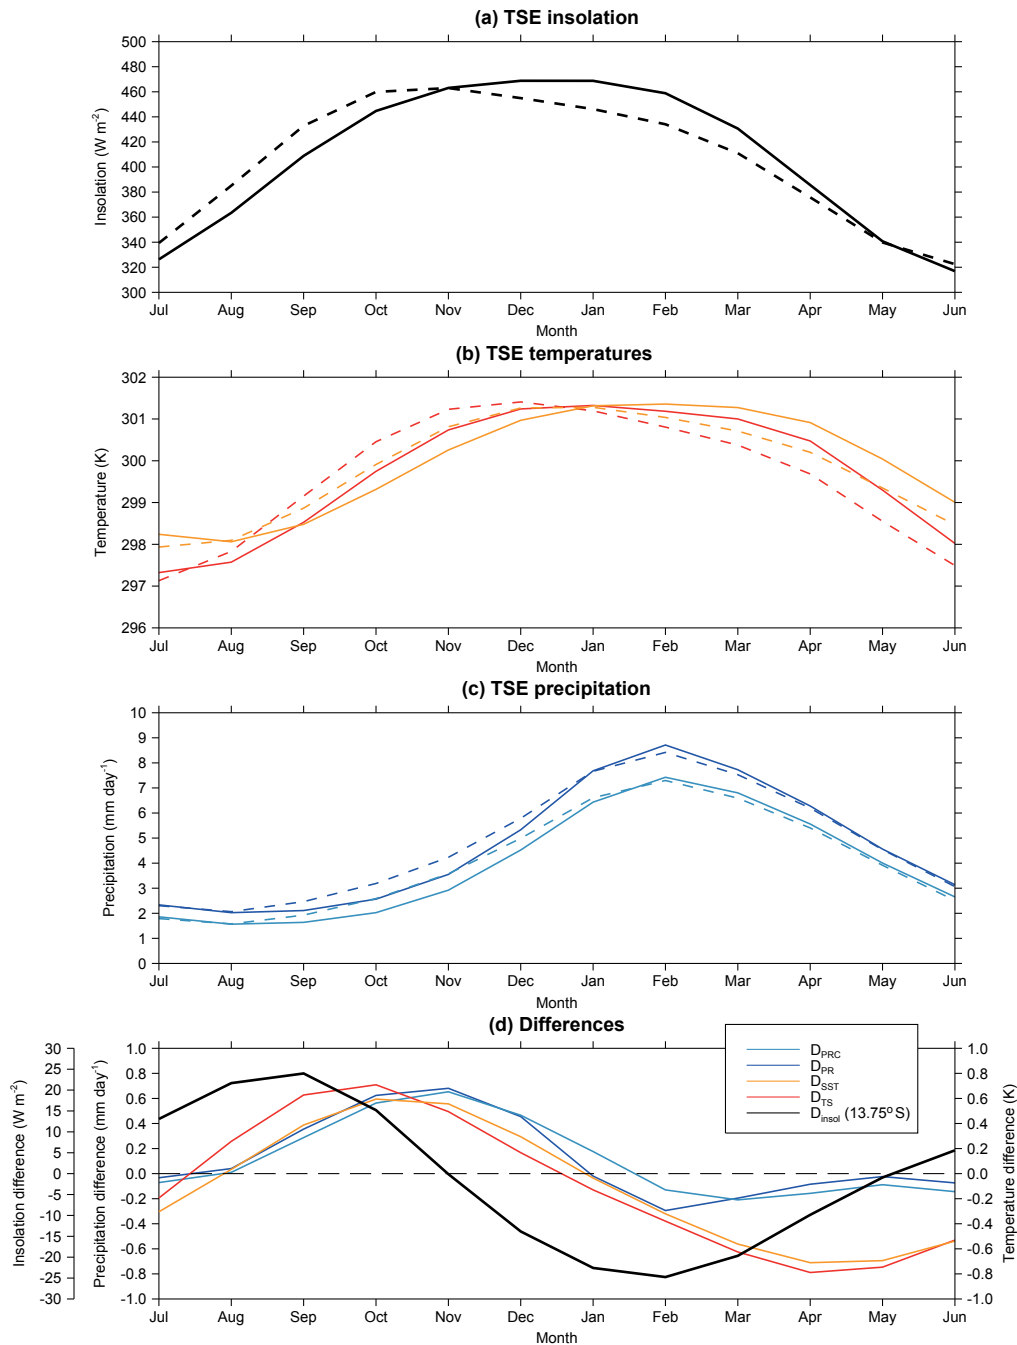 (a) TSE insolation
500
480
460
440
420
400
380
360
340
320
300
Insolation (W m-2)
Jul Aug Sep Oct Nov Dec Jan Feb Mar Apr May Jun
Month
(b) TSE temperatures
302
301
300
299
298
297
296
Temperature (K)
Jul Aug Sep Oct Nov Dec Jan Feb Mar Apr May Jun
Month
(c) TSE precipitation
10
9
8
7
6
5
4
3
2
1
0
Precipitation (mm day-1)
Jul Aug Sep Oct Nov Dec Jan Feb Mar Apr May Jun
Month
(d) Differences
30
25
20
15
10
5
0
-5
-10
-15
-20
-25
-30
Insolation difference (W m-2)
1.0
0.8
0.6
0.4
0.2
0.0
-0.2
-0.4
-0.6
-0.8
-1.0
Precipitation difference (mm day-1)
DPRC
DPR
DSST
DTS
Dinsol (13.75o S)
1.0
0.8
0.6
0.4
0.2
0.0
-0.2
-0.4
-0.6
-0.8
-1.0
Temperature difference (K)
Jul Aug Sep Oct Nov Dec Jan Feb Mar Apr May Jun
Month